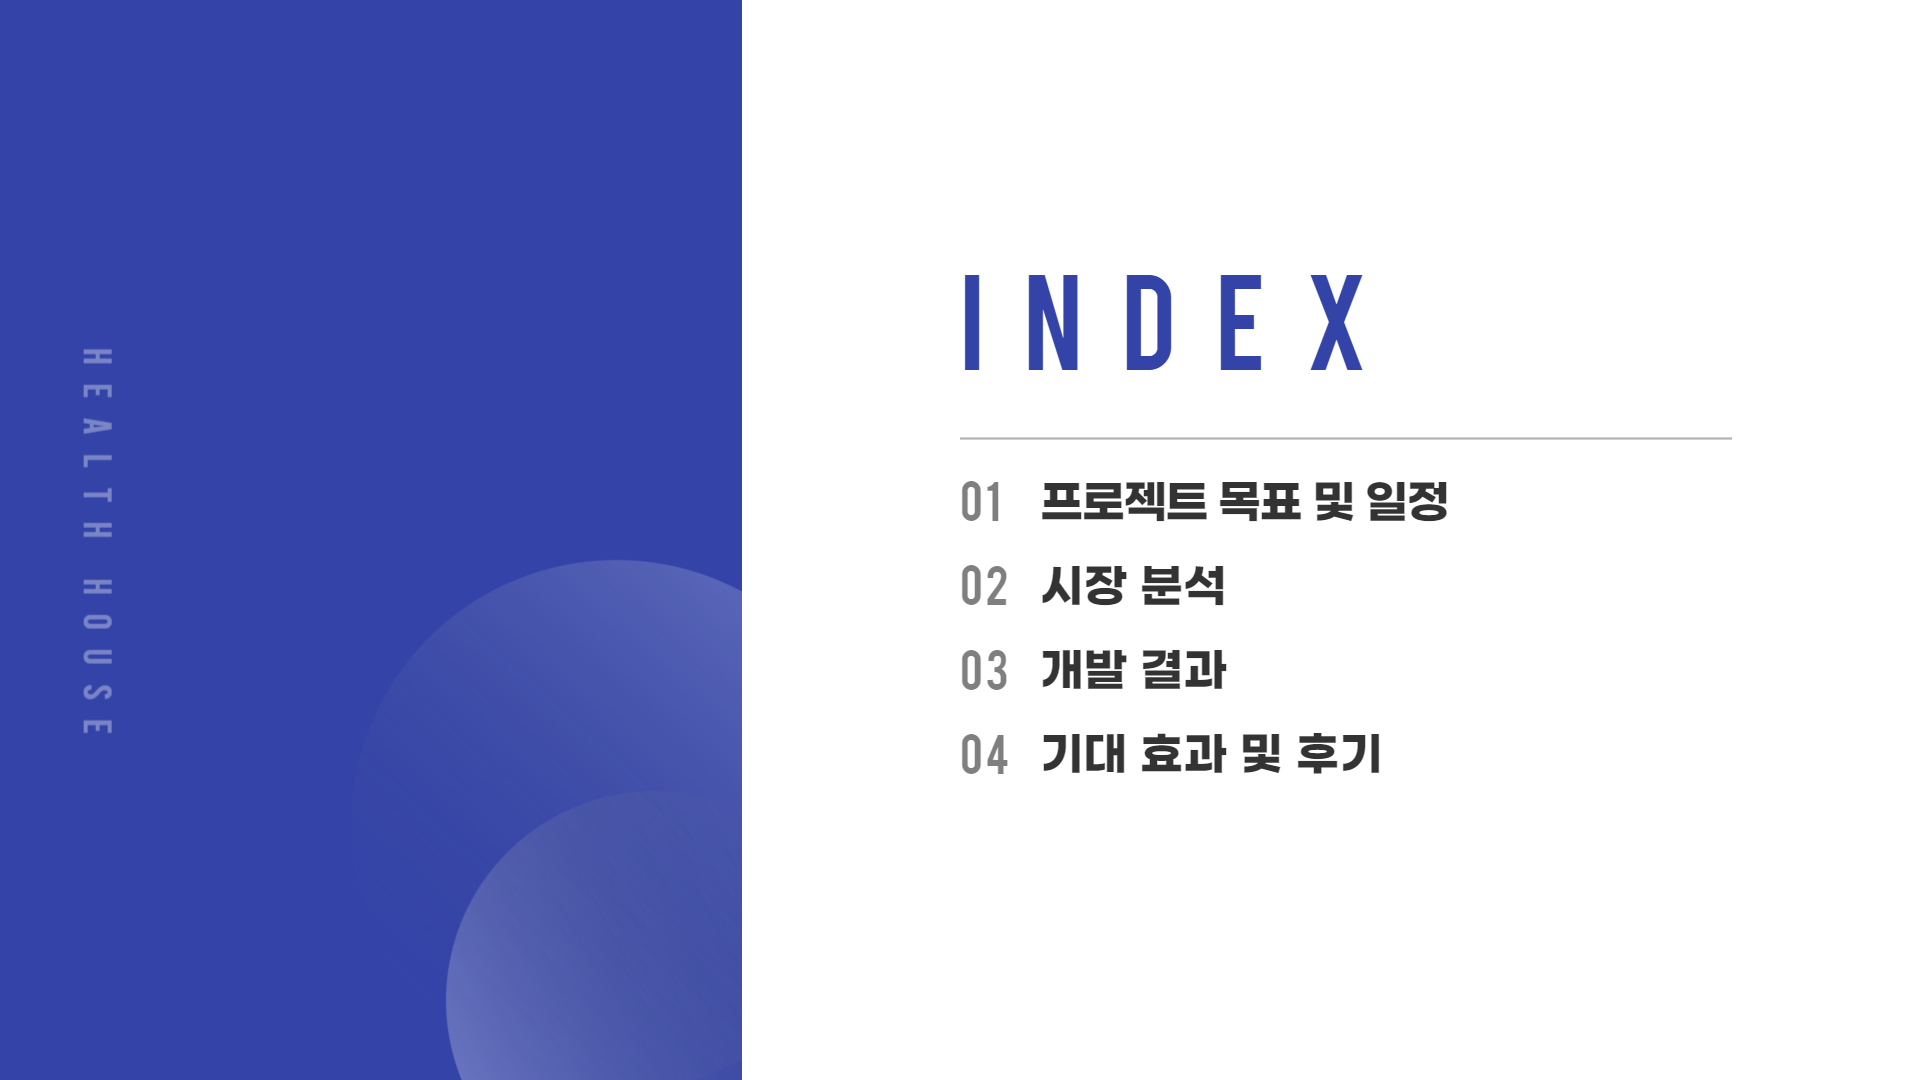 HEALTH HOUSE
INDEX
01 프로젝트 목표 및 일정
02 시장 분석
03 개발 결과
04 기대 효과 및 후기